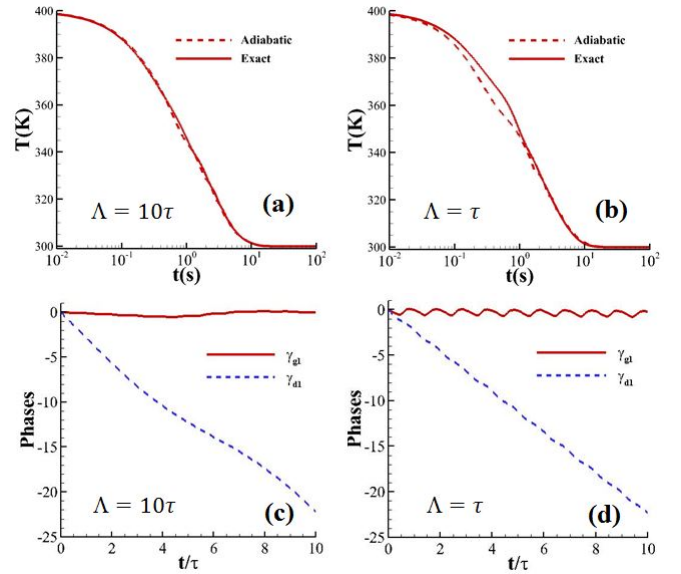 400
380
360
340
320
300
T(K)
Adiabatic
Exact
Λ = 10τ
(a)
10⁻² 10⁻¹ 10⁰ 10¹ 10²
t(s)
400
380
360
340
320
300
T(K)
Adiabatic
Exact
Λ = τ
(b)
10⁻² 10⁻¹ 10⁰ 10¹ 10²
t(s)
0
-5
-10
-15
-20
-25
Phases
γg1
γd1
Λ = 10τ
(c)
0 2 4 6 8 10
t/τ
0
-5
-10
-15
-20
-25
Phases
γg1
γd1
Λ = τ
(d)
0 2 4 6 8 10
t/τ